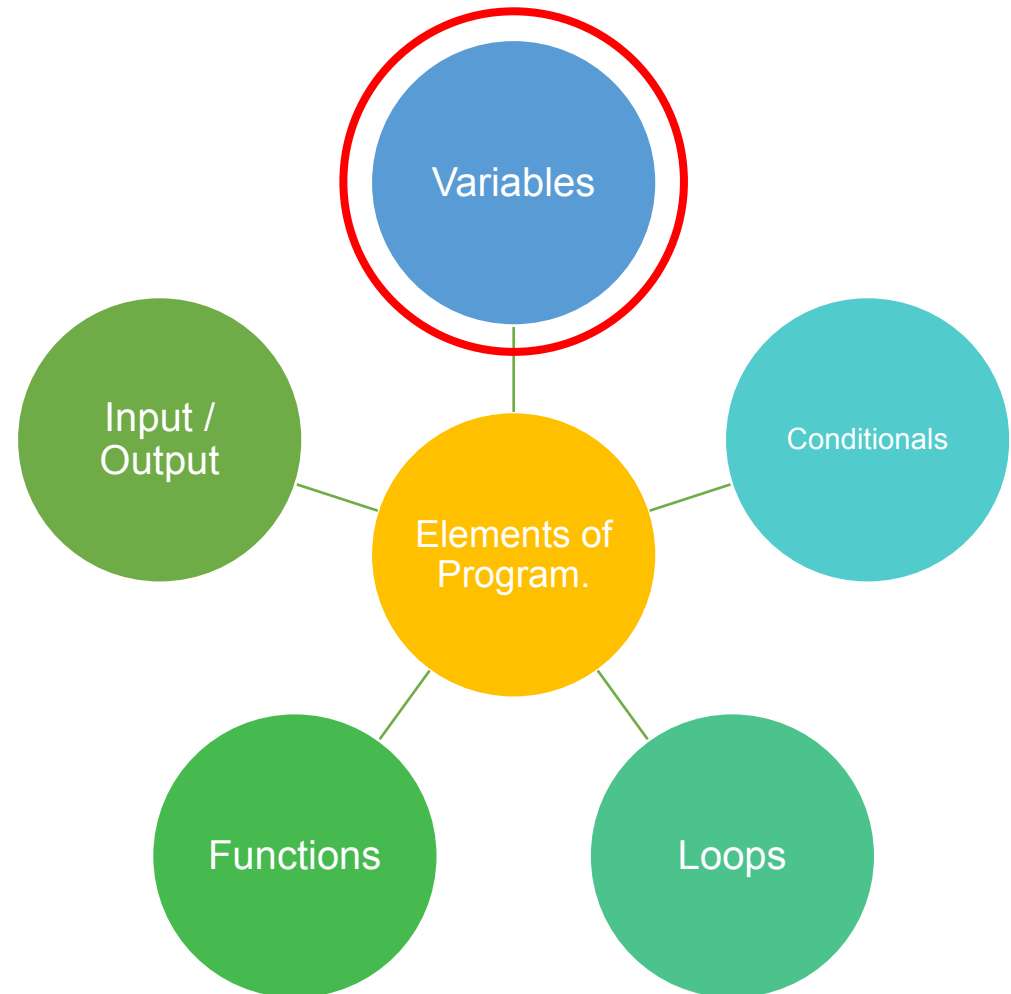 Variables
Input /
Output
Conditionals
Elements of
Program.
Functions
Loops